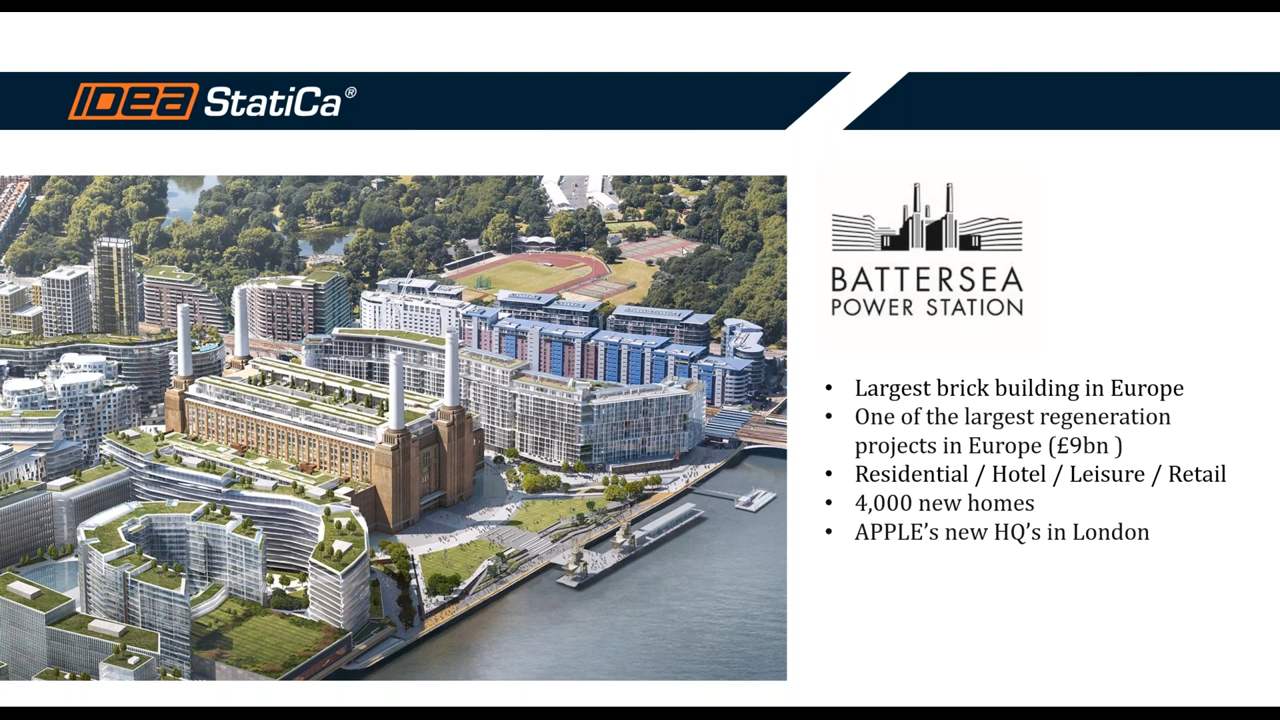 IDEA StatiCa®
BATTERSEA
POWER STATION
• Largest brick building in Europe
• One of the largest regeneration
projects in Europe (£9bn )
• Residential / Hotel / Leisure / Retail
• 4,000 new homes
• APPLE’s new HQ’s in London